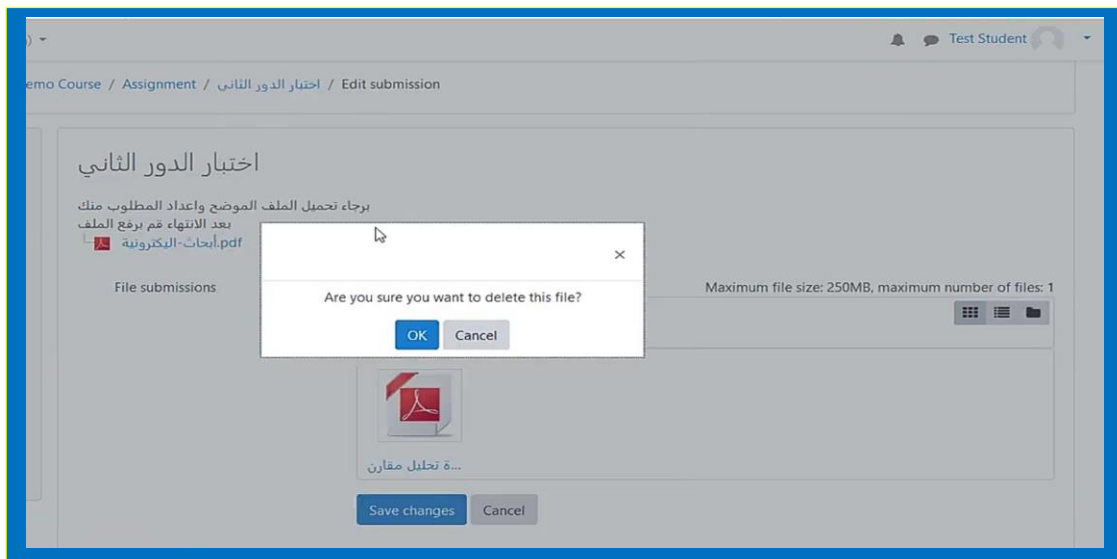 Test Student
emo Course / Assignment / اختبار الدور الثاني / Edit submission
اختبار الدور الثاني
برجاء تحميل الملف الموضح واعداد المطلوب منك
بعد الانتهاء قم برفع الملف
أبحاث-اليكترونية.pdf
×
File submissions
Are you sure you want to delete this file?
Maximum file size: 250MB, maximum number of files: 1
OK Cancel
ة تحليل مقارن...
Save changes Cancel